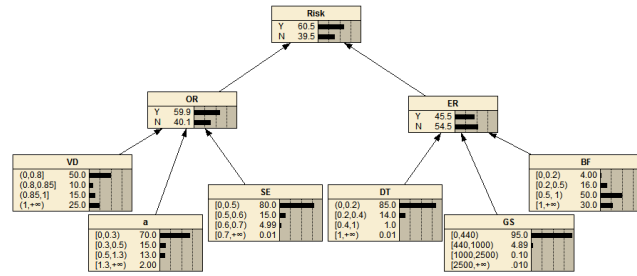 Risk
Y 60.5
N 39.5
OR
Y 59.9
N 40.1
ER
Y 45.5
N 54.5
VD
(0,0.8] 50.0
(0.8,0.85] 10.0
(0.85,1] 15.0
(1,+∞) 25.0
SE
[0,0.5) 80.0
[0.5,0.6) 15.0
[0.6,0.7) 4.99
[0.7,+∞) 0.01
DT
(0,0.2) 85.0
[0.2,0.4) 14.0
[0.4,1) 1.0
[1,+∞) 0.01
BF
[0,0.2) 4.00
[0.2,0.5) 16.0
[0.5, 1) 50.0
[1,+∞) 30.0
a
[0,0.3) 70.0
[0.3,0.5) 15.0
[0.5,1.3) 13.0
[1.3,+∞) 2.00
GS
[0,440) 95.0
[440,1000) 4.89
[1000,2500) 0.10
[2500,+∞) .010